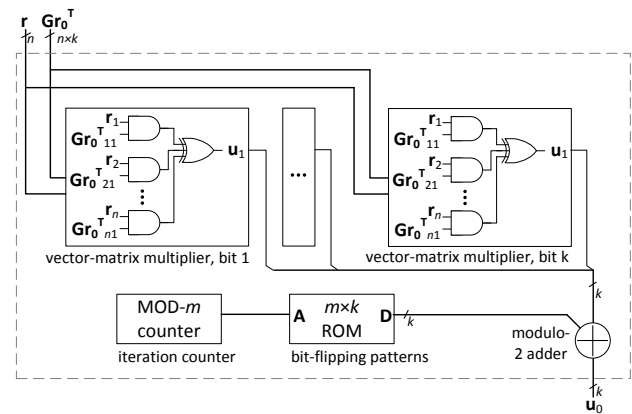 r Gr₀ᵀ
n n×k
r₁ r₁
Gr₀ᵀ₁₁ Gr₀ᵀ₁₁
r₂ u₁ ... r₂ u₁
Gr₀ᵀ₂₁ Gr₀ᵀ₂₁
rₙ rₙ
Gr₀ᵀₙ₁ Gr₀ᵀₙ₁
vector-matrix multiplier, bit 1 vector-matrix multiplier, bit k
k
MOD-m m×k
counter A ROM D k modulo-
iteration counter bit-flipping patterns 2 adder
k
u₀